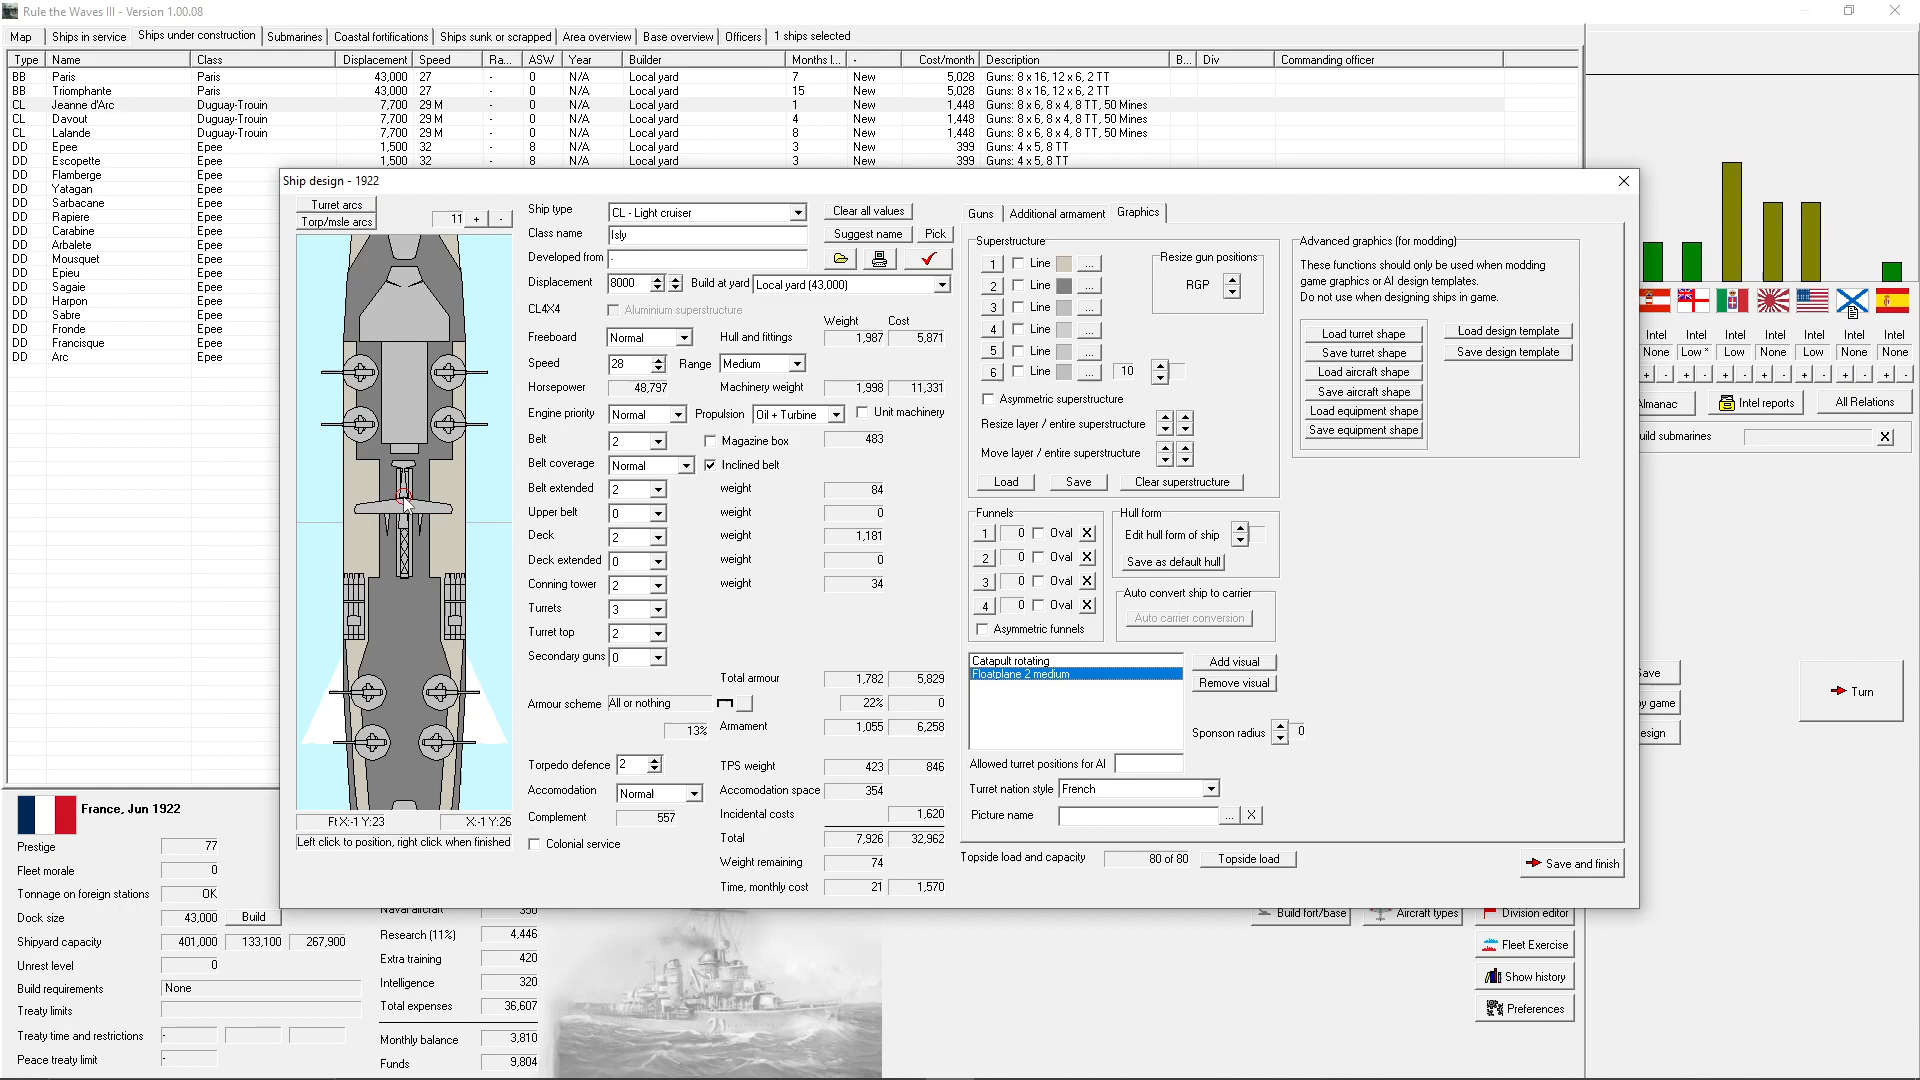 Rule the Waves III - Version 1.00.08
Map
Ships in service
Ships under construction
Submarines
Coastal fortifications
Ships sunk or scrapped
Area overview
Base overview
Officers
1 ships selected
Type Name Class Displacement Speed Ra... ASW Year Builder Months l... - Cost/month Description B... Div Commanding officer
BB Paris Paris 43,000 27 - 0 N/A Local yard 7 New 5,028 Guns: 8 x 16, 12 x 6, 2 TT
BB Triomphante Paris 43,000 27 - 0 N/A Local yard 15 New 5,028 Guns: 8 x 16, 12 x 6, 2 TT
CL Jeanne d'Arc Duguay-Trouin 7,700 29 M - 0 N/A Local yard 1 New 1,448 Guns: 8 x 6, 8 x 4, 8 TT, 50 Mines
CL Davout Duguay-Trouin 7,700 29 M - 0 N/A Local yard 4 New 1,448 Guns: 8 x 6, 8 x 4, 8 TT, 50 Mines
CL Lalande Duguay-Trouin 7,700 29 M - 0 N/A Local yard 8 New 1,448 Guns: 8 x 6, 8 x 4, 8 TT, 50 Mines
DD Epee Epee 1,500 32 - 8 N/A Local yard 3 New 399 Guns: 4 x 5, 8 TT
DD Escopette Epee 1,500 32 - 8 N/A Local yard 3 New 399 Guns: 4 x 5, 8 TT
DD Flamberge Epee
DD Yatagan Epee
DD Sarbacane Epee
DD Rapiere Epee
DD Carabine Epee
DD Arbalete Epee
DD Mousquet Epee
DD Epieu Epee
DD Sagaie Epee
DD Harpon Epee
DD Sabre Epee
DD Fronde Epee
DD Francisque Epee
DD Arc Epee
Ship design - 1922
Turret arcs
Torp/msle arcs
11 + -
Ft X:-1 Y:23
X:-1 Y:26
Left click to position, right click when finished
Ship type CL - Light cruiser
Clear all values
Class name Isly
Suggest name
Pick
Developed from -
Displacement 8000
Build at yard Local yard (43,000)
CL4X4
Aluminium superstructure
Weight Cost
Freeboard Normal
Hull and fittings 1,987 5,871
Speed 28
Range Medium
Horsepower 48,797
Machinery weight 1,998 11,331
Engine priority Normal
Propulsion Oil + Turbine
Unit machinery
Belt 2
Magazine box 483
Belt coverage Normal
Inclined belt
Belt extended 2 weight 84
Upper belt 0 weight 0
Deck 2 weight 1,181
Deck extended 0 weight 0
Conning tower 2 weight 34
Turrets 3
Turret top 2
Secondary guns 0
Total armour 1,782 5,829
Armour scheme All or nothing 22% 0
13% Armament 1,055 6,258
Torpedo defence 2 TPS weight 423 846
Accomodation Normal Accomodation space 354
Complement 557 Incidental costs 1,620
Colonial service
Total 7,926 32,962
Weight remaining 74
Time, monthly cost 21 1,570
Guns
Additional armament
Graphics
Superstructure
1 Line ...
2 Line ...
3 Line ...
4 Line ...
5 Line ...
6 Line ... 10
Resize gun positions
RGP
Asymmetric superstructure
Resize layer / entire superstructure
Move layer / entire superstructure
Load
Save
Clear superstructure
Funnels
1 0 Oval X
2 0 Oval X
3 0 Oval X
4 0 Oval X
Asymmetric funnels
Hull form
Edit hull form of ship
Save as default hull
Auto convert ship to carrier
Auto carrier conversion
Catapult rotating
Floatplane 2 medium
Add visual
Remove visual
Sponson radius 0
Allowed turret positions for AI
Turret nation style French
Picture name ... X
Topside load and capacity 80 of 80
Topside load
Advanced graphics (for modding)
These functions should only be used when modding
game graphics or AI design templates.
Do not use when designing ships in game.
Load turret shape
Save turret shape
Load aircraft shape
Save aircraft shape
Load equipment shape
Save equipment shape
Load design template
Save design template
Save and finish
Intel Intel Intel Intel Intel Intel Intel
None Low * Low None Low None None
+ - + - + - + - + - + - + -
Almanac
Intel reports
All Relations
uild submarines X
ave
y game
esign
Turn
France, Jun 1922
Prestige 77
Fleet morale 0
Tonnage on foreign stations OK
Dock size 43,000 Build
Shipyard capacity 401,000 133,100 267,900
Unrest level 0
Build requirements None
Treaty limits
Treaty time and restrictions -
Peace treaty limit -
Naval aircraft 350
Research (11%) 4,446
Extra training 420
Intelligence 320
Total expenses 36,607
Monthly balance 3,810
Funds 9,804
Build fort/base
Aircraft types
Division editor
Fleet Exercise
Show history
Preferences